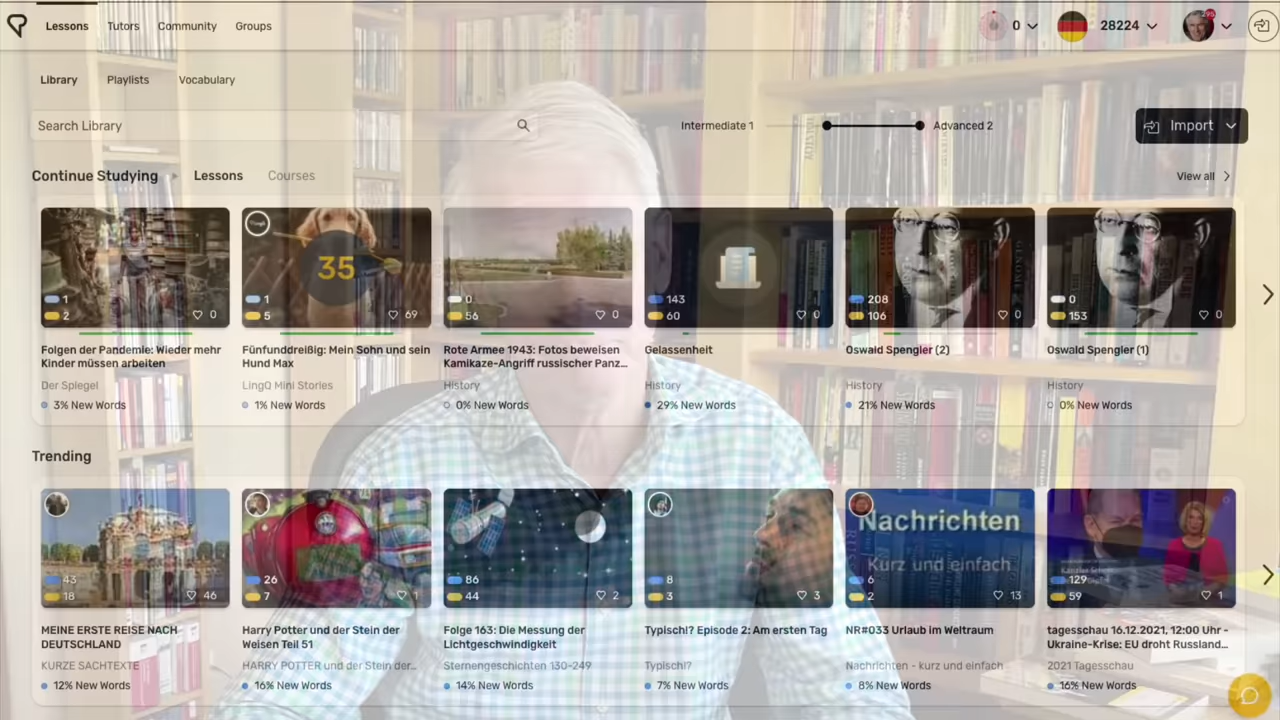 Lessons Tutors Community Groups
0 28224
Library Playlists Vocabulary
Search Library
Intermediate 1 Advanced 2
Import
Continue Studying Lessons Courses View all
1
2 0
35
1
5 69
0
56 0
143
60 0
208
106 0
0
153 0
Folgen der Pandemie: Wieder mehr
Kinder müssen arbeiten
Der Spiegel
3% New Words
Fünfunddreißig: Mein Sohn und sein
Hund Max
LingQ Mini Stories
1% New Words
Rote Armee 1943: Fotos beweisen
Kamikaze-Angriff russischer Panz...
History
0% New Words
Gelassenheit
History
29% New Words
Oswald Spengler (2)
History
21% New Words
Oswald Spengler (1)
History
0% New Words
Trending
43
18 46
26
7 1
86
44 2
8
3 3
Nachrichten
Kurz und einfach
6
2 13
129
59 1
MEINE ERSTE REISE NACH
DEUTSCHLAND
KURZE SACHTEXTE
12% New Words
Harry Potter und der Stein der
Weisen Teil 51
HARRY POTTER und der Stein der...
16% New Words
Folge 163: Die Messung der
Lichtgeschwindigkeit
Sternengeschichten 130-249
14% New Words
Typisch!? Episode 2: Am ersten Tag
Typisch!?
7% New Words
NR#033 Urlaub im Weltraum
Nachrichten - kurz und einfach
8% New Words
tagesschau 16.12.2021, 12:00 Uhr -
Ukraine-Krise: EU droht Russland...
2021 Tagesschau
16% New Words